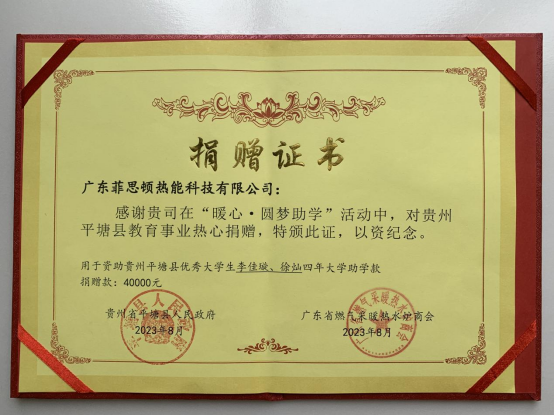 捐赠证书
广东菲思顿热能科技有限公司：
感谢贵司在“暖心·圆梦助学”活动中，对贵州
平塘县教育事业热心捐赠，特颁此证，以资纪念。
用于资助贵州平塘县优秀大学生李佳璇、徐灿四年大学助学款
捐赠款：40000元
贵州省平塘县人民政府 广东省燃气采暖热水炉商会
2023年8月 2023年8月